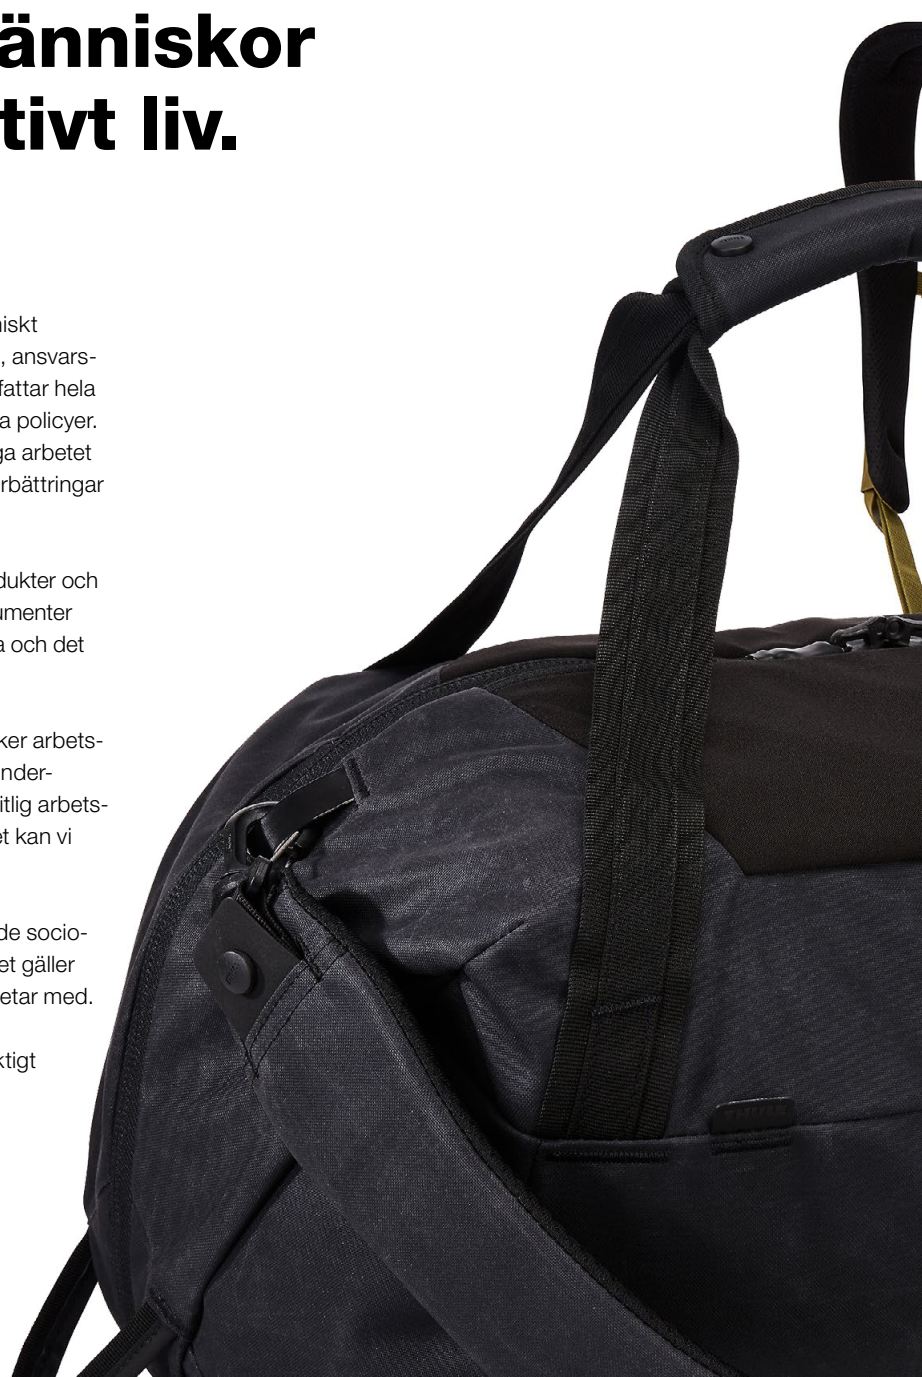 änniskor
tivt liv.
iskt
, ansvars-
fattar hela
a policyer.
ga arbetet
rbättringar
dukter och
umenter
a och det
ker arbets-
nder-
itlig arbets-
et kan vi
de socio-
et gäller
etar med.
ktigt